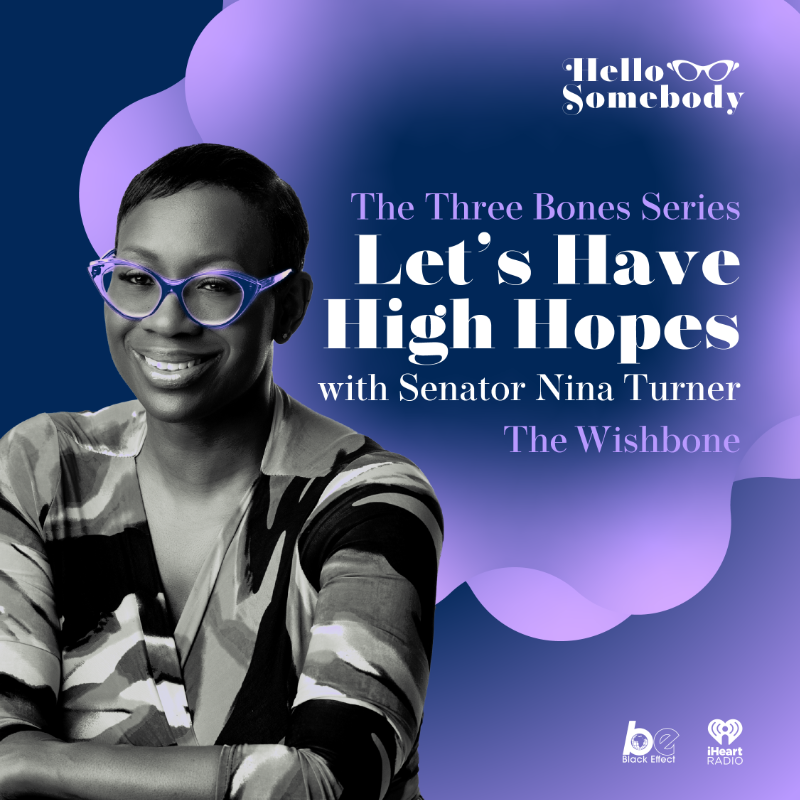 Hello
Somebody
The Three Bones Series
Let's Have
High Hopes
with Senator Nina Turner
The Wishbone
be
Black Effect
iHeart
RADIO